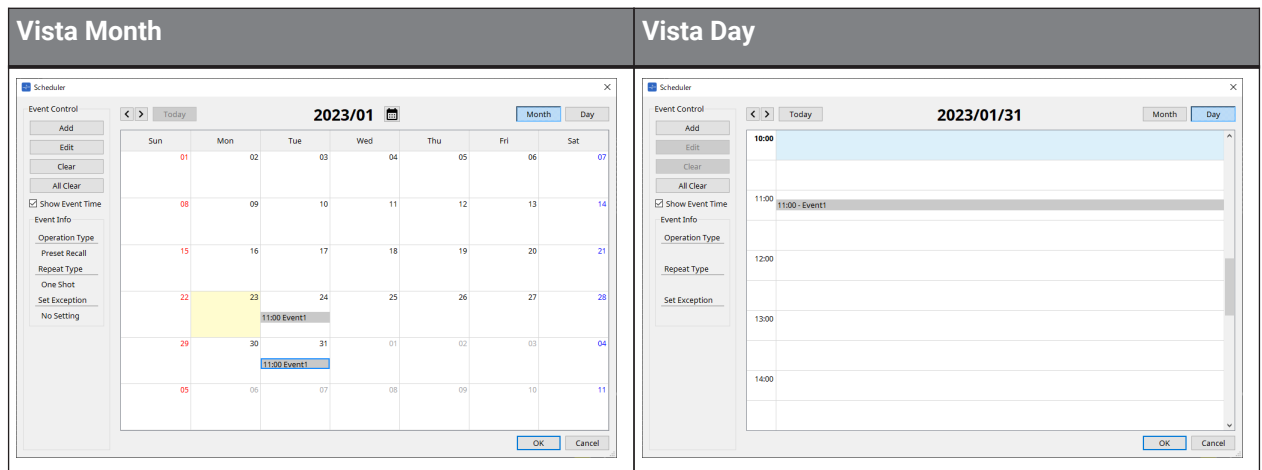 Vista Month
Vista Day
Scheduler
Event Control
Add
Edit
Clear
All Clear
Show Event Time
Event Info
Operation Type
Preset Recall
Repeat Type
One Shot
Set Exception
No Setting
< > Today 2023/01 Month Day
Sun Mon Tue Wed Thu Fri Sat
01 02 03 04 05 06 07
08 09 10 11 12 13 14
15 16 17 18 19 20 21
22 23 24 25 26 27 28
11:00 Event1
29 30 31 01 02 03 04
11:00 Event1
05 06 07 08 09 10 11
OK Cancel
Scheduler
Event Control
Add
Edit
Clear
All Clear
Show Event Time
Event Info
Operation Type
Repeat Type
Set Exception
< > Today 2023/01/31 Month Day
10:00
11:00 11:00 - Event1
12:00
13:00
14:00
OK Cancel